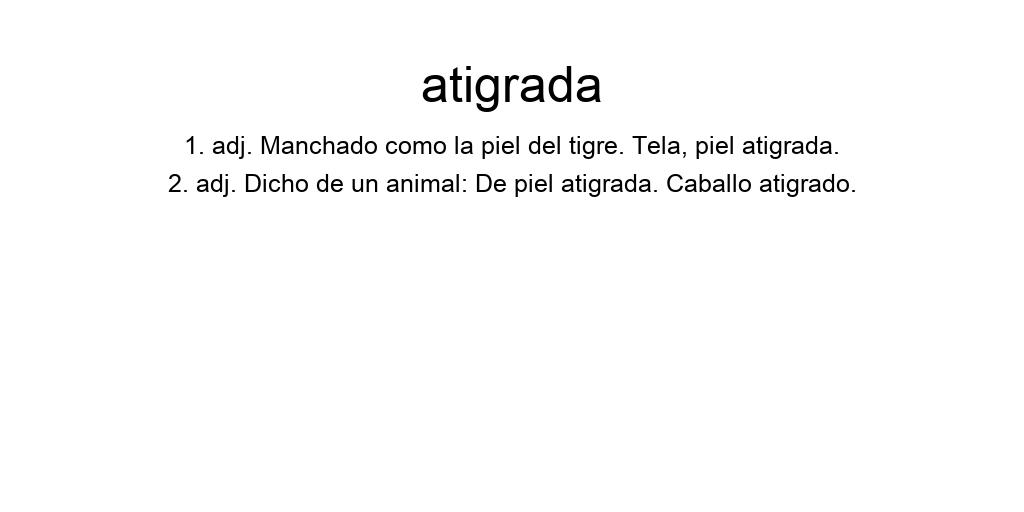 atigrada
1. adj. Manchado como la piel del tigre. Tela, piel atigrada.
2. adj. Dicho de un animal: De piel atigrada. Caballo atigrado.